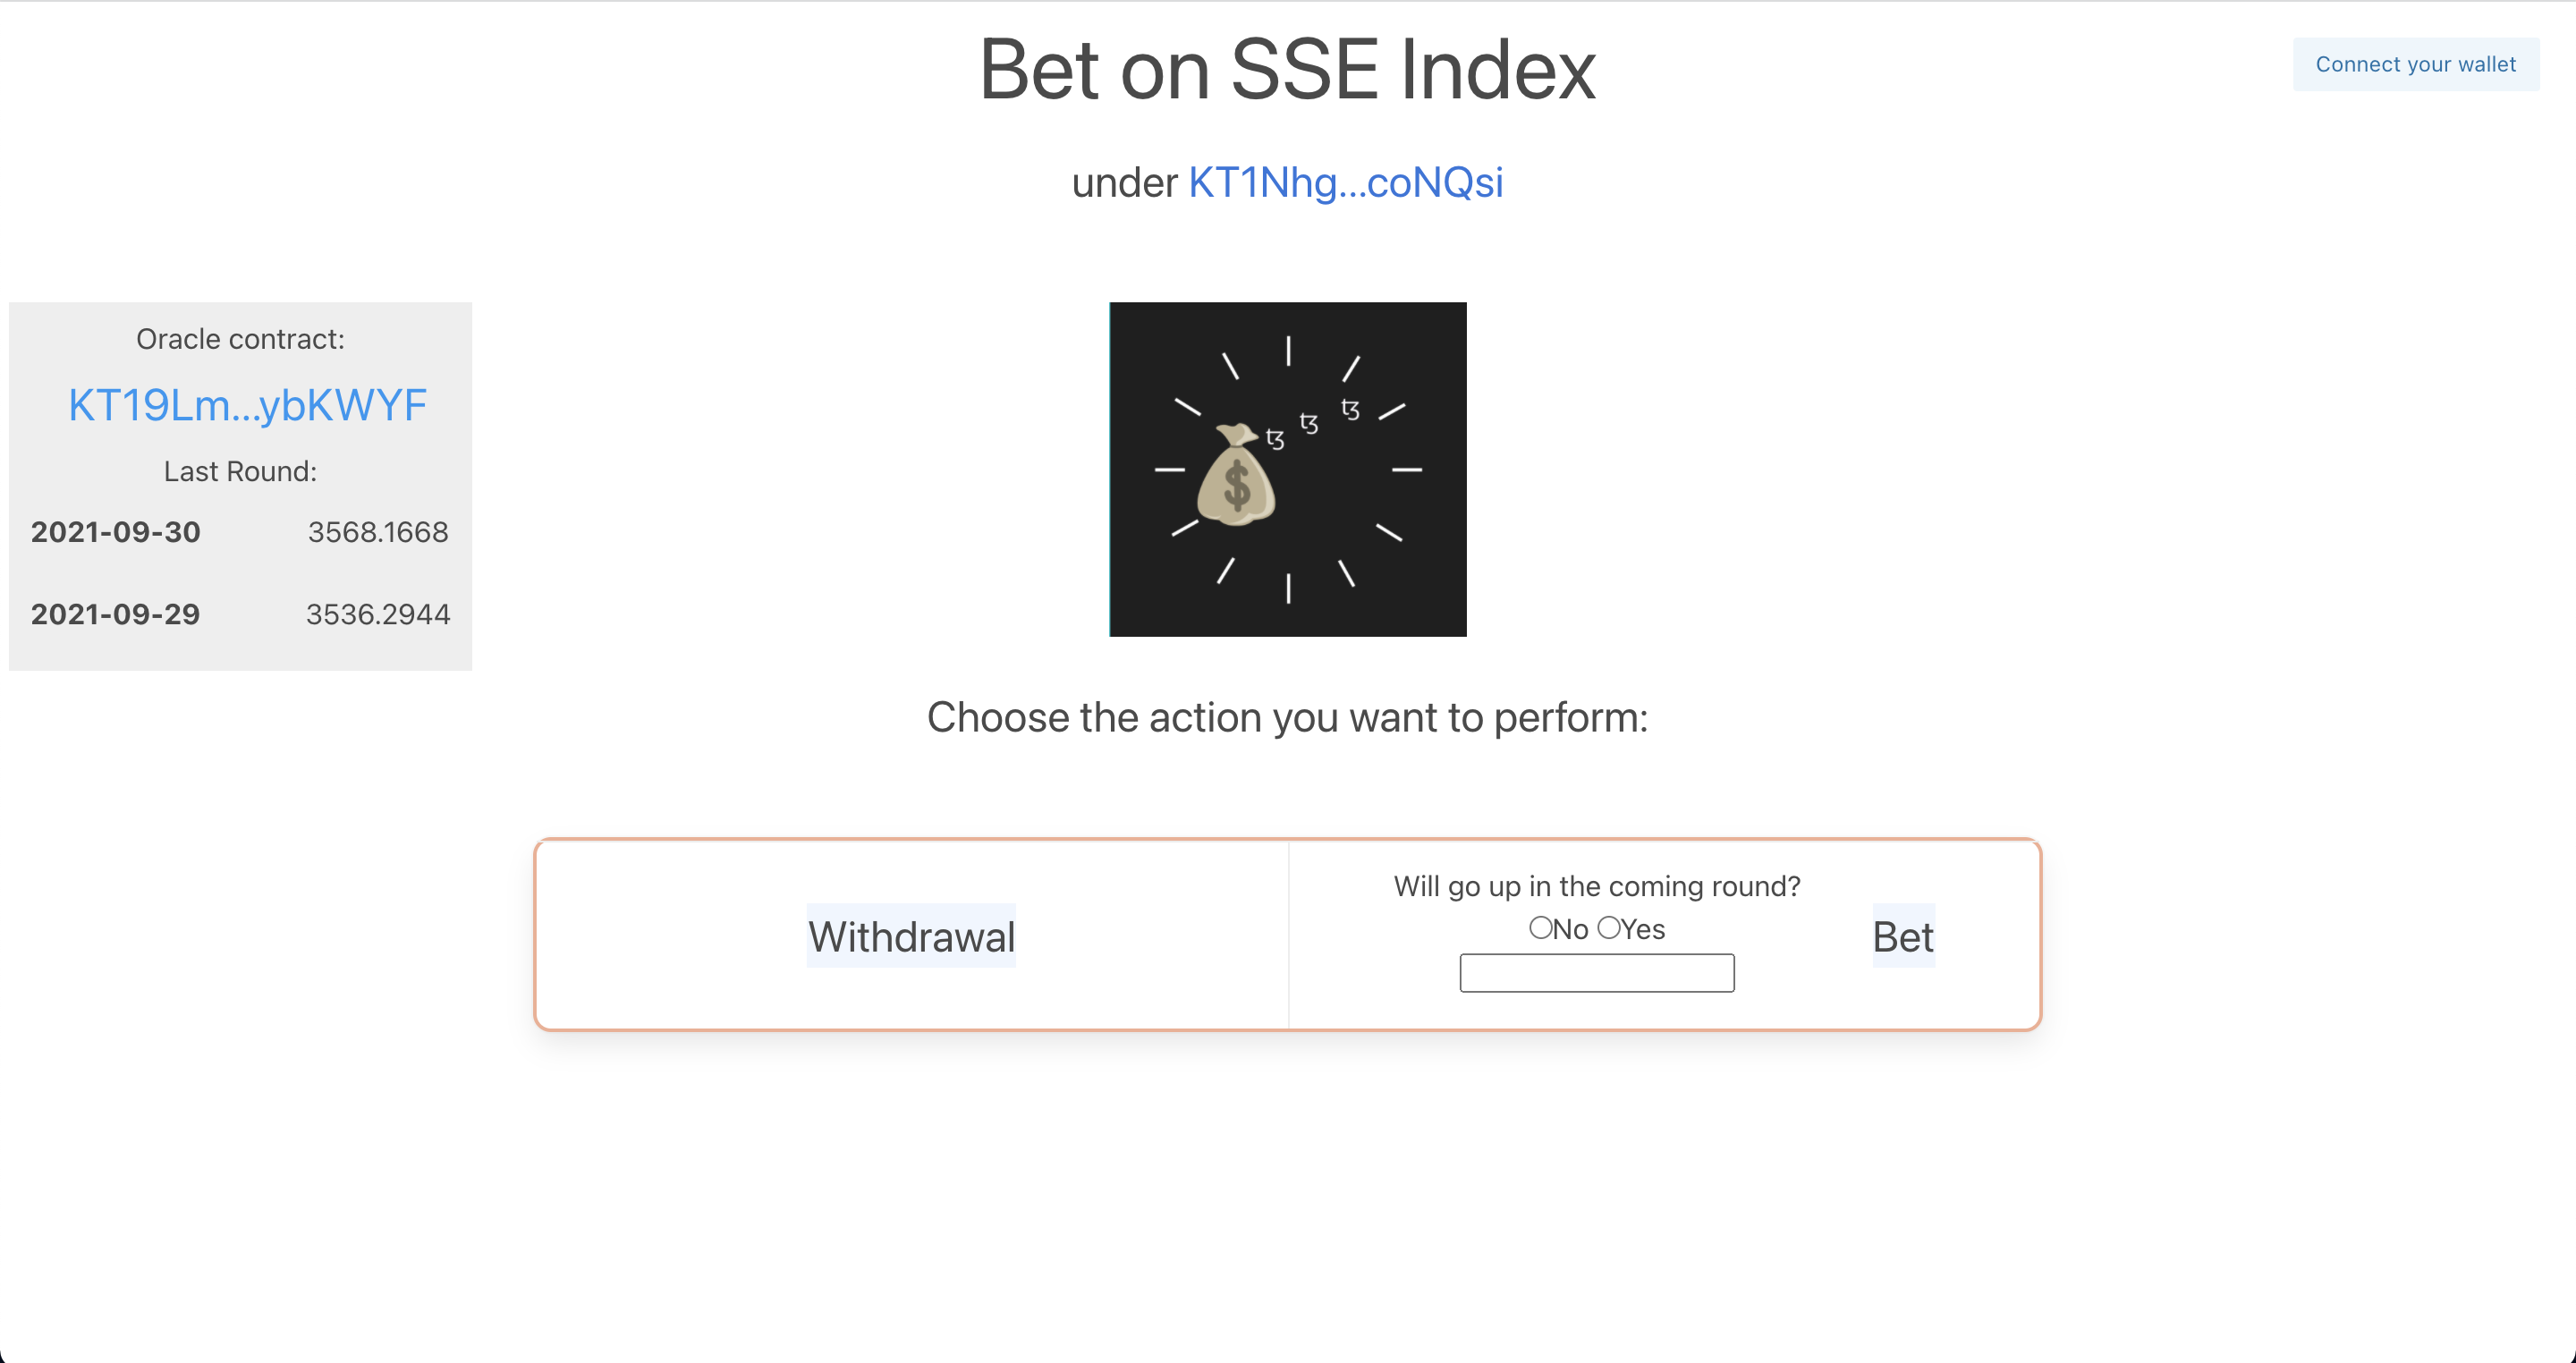 Bet on SSE Index
Connect your wallet
under KT1Nhg...coNQsi
Oracle contract:
KT19Lm...ybKWYF
Last Round:
2021-09-30 3568.1668
2021-09-29 3536.2944
ꜩ ꜩ ꜩ
$
Choose the action you want to perform:
Withdrawal
Will go up in the coming round?
No Yes
Bet